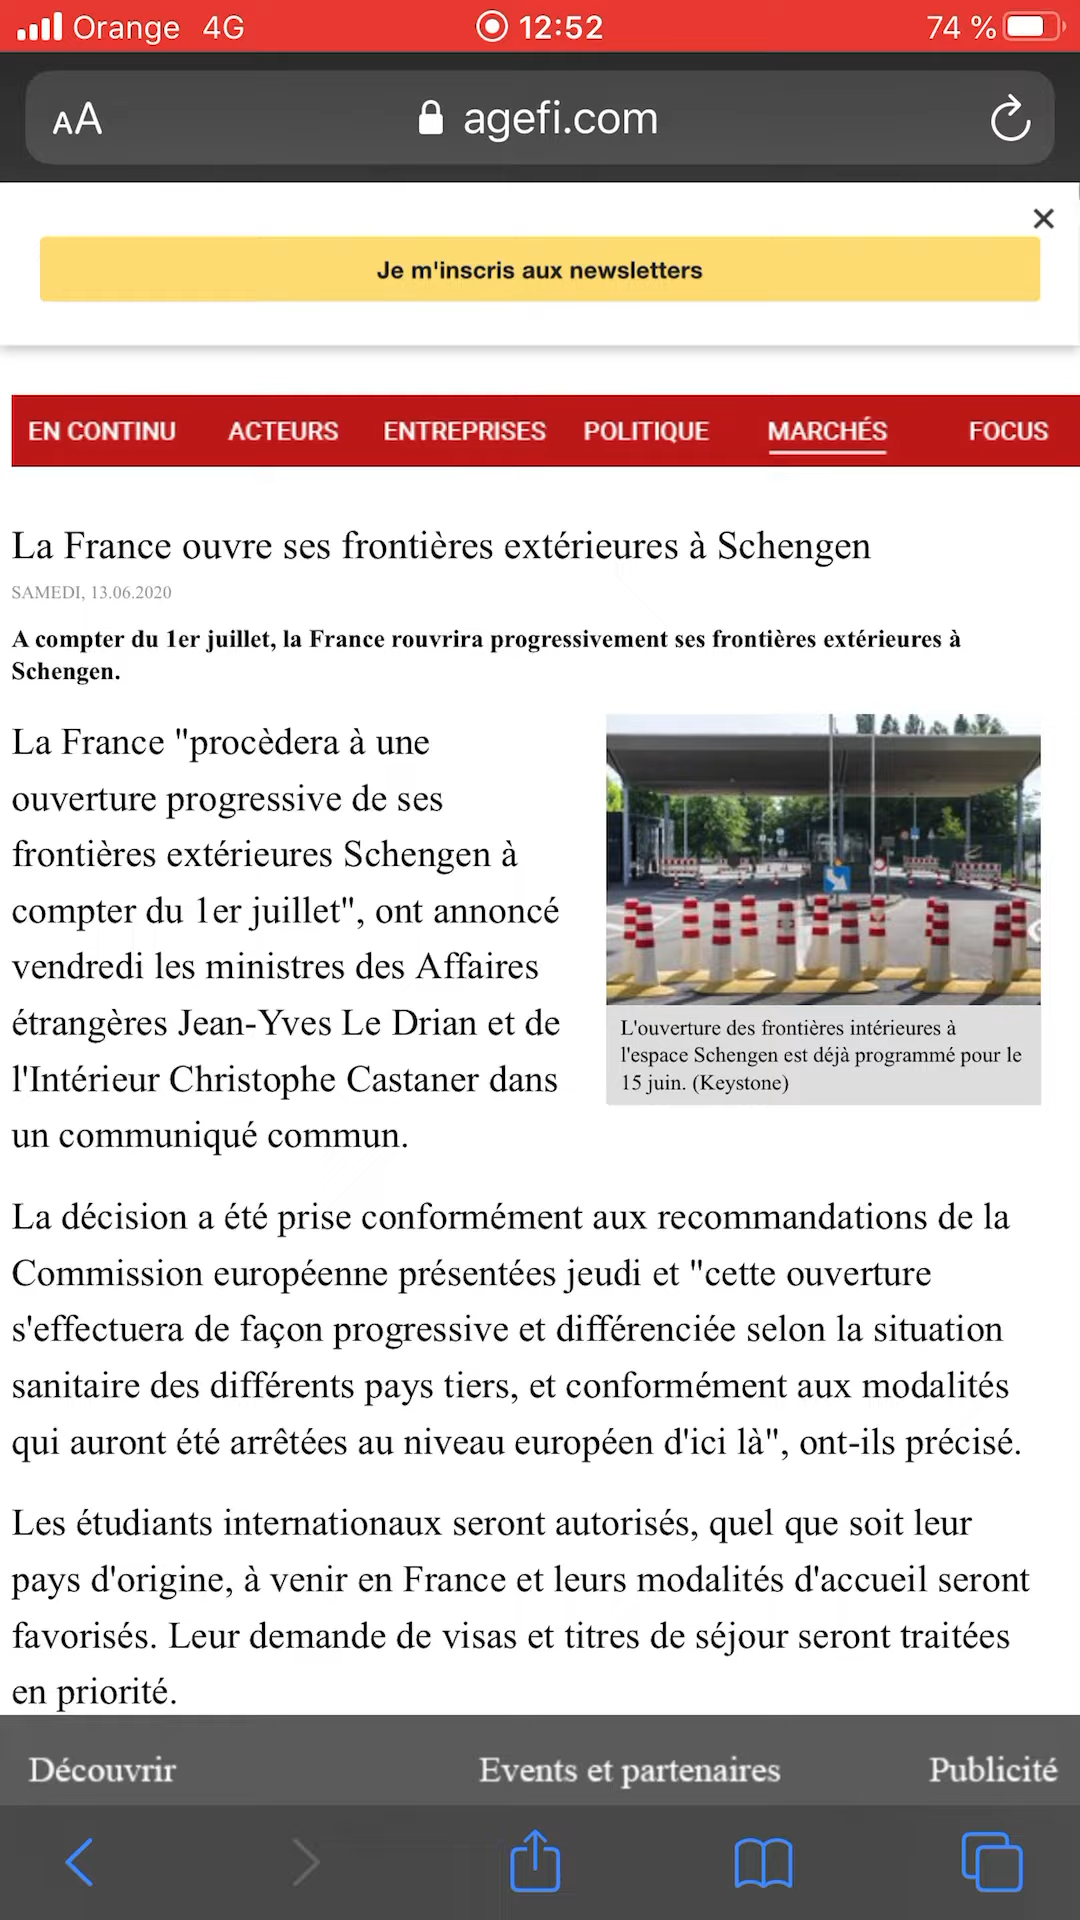 Orange 4G 12:52 74 %
AA agefi.com
Je m'inscris aux newsletters
EN CONTINU ACTEURS ENTREPRISES POLITIQUE MARCHÉS FOCUS
La France ouvre ses frontières extérieures à Schengen
SAMEDI, 13.06.2020
A compter du 1er juillet, la France rouvrira progressivement ses frontières extérieures à
Schengen.
La France "procèdera à une
ouverture progressive de ses
frontières extérieures Schengen à
compter du 1er juillet", ont annoncé
vendredi les ministres des Affaires
étrangères Jean-Yves Le Drian et de
l'Intérieur Christophe Castaner dans
un communiqué commun.
L'ouverture des frontières intérieures à
l'espace Schengen est déjà programmé pour le
15 juin. (Keystone)
La décision a été prise conformément aux recommandations de la
Commission européenne présentées jeudi et "cette ouverture
s'effectuera de façon progressive et différenciée selon la situation
sanitaire des différents pays tiers, et conformément aux modalités
qui auront été arrêtées au niveau européen d'ici là", ont-ils précisé.
Les étudiants internationaux seront autorisés, quel que soit leur
pays d'origine, à venir en France et leurs modalités d'accueil seront
favorisés. Leur demande de visas et titres de séjour seront traitées
en priorité.
Découvrir Events et partenaires Publicité